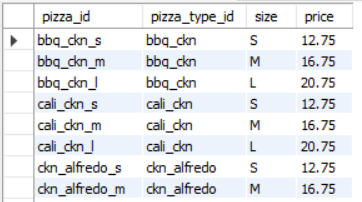 pizza_id pizza_type_id size price
bbq_ckn_s bbq_ckn S 12.75
bbq_ckn_m bbq_ckn M 16.75
bbq_ckn_l bbq_ckn L 20.75
cali_ckn_s cali_ckn S 12.75
cali_ckn_m cali_ckn M 16.75
cali_ckn_l cali_ckn L 20.75
ckn_alfredo_s ckn_alfredo S 12.75
ckn_alfredo_m ckn_alfredo M 16.75